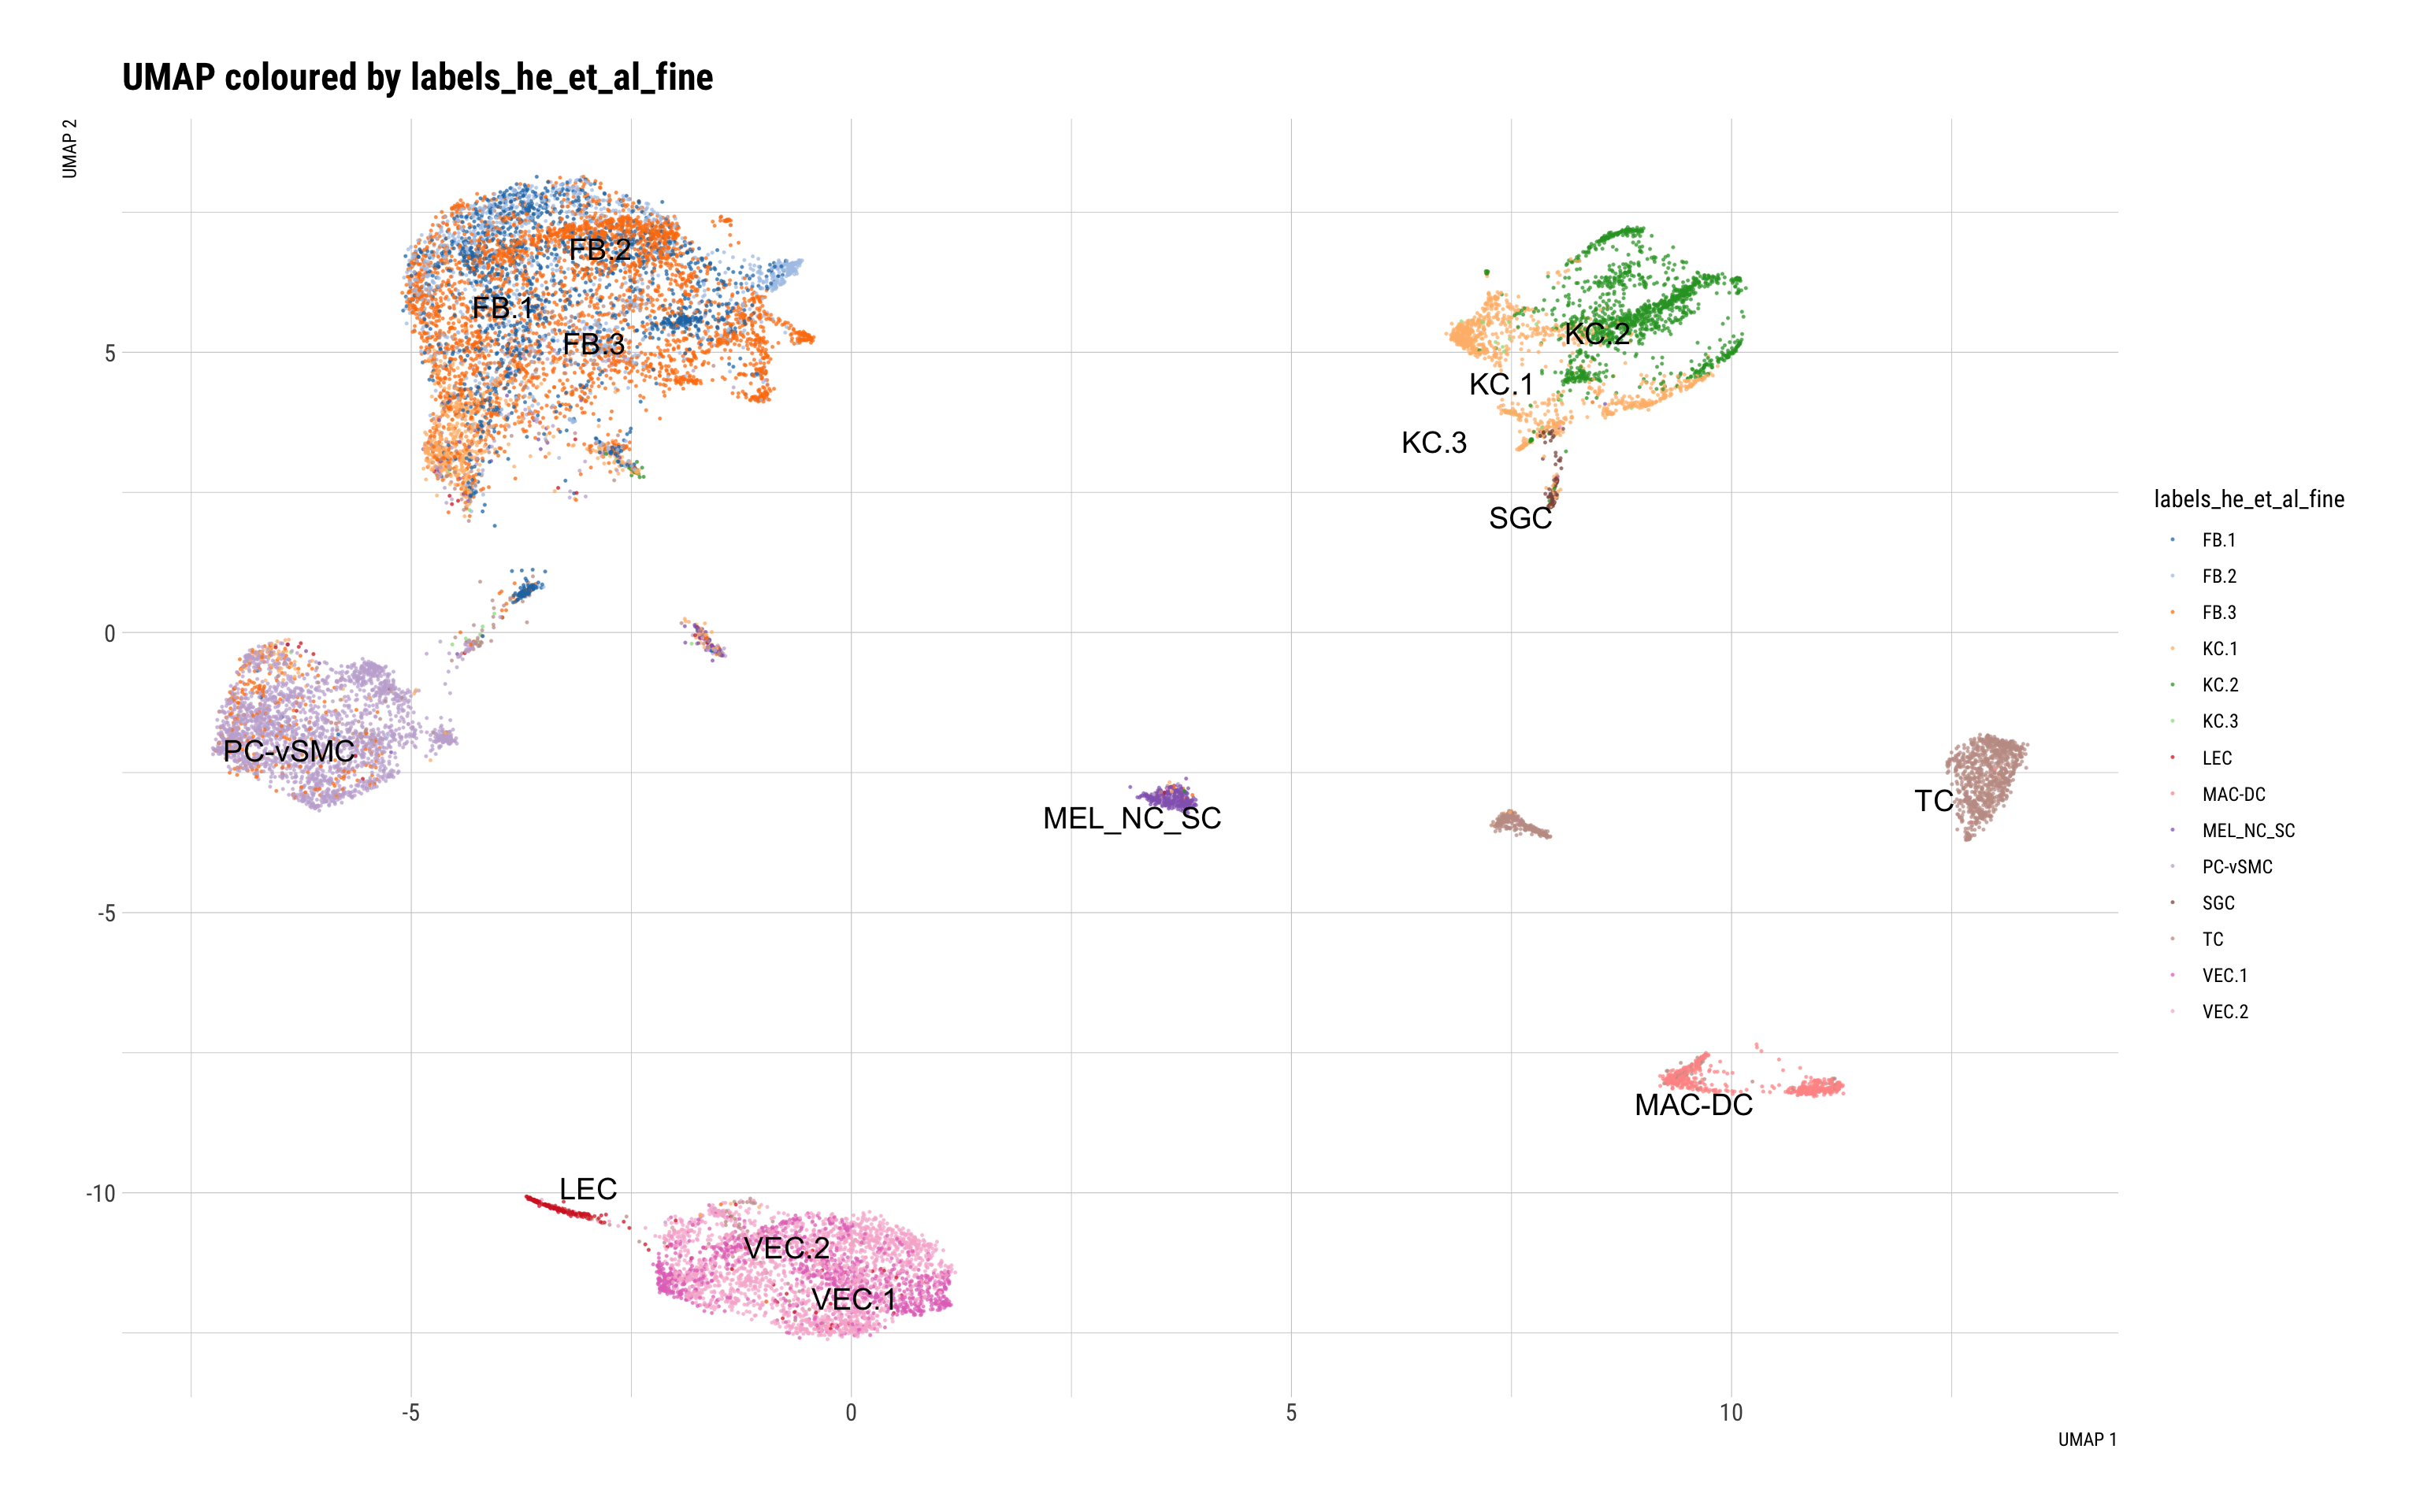 UMAP coloured by labels_he_et_al_fine
UMAP 2
FB.2
FB.1
FB.3
KC.2
KC.1
KC.3
SGC
PC-vSMC
MEL_NC_SC
TC
MAC-DC
LEC
VEC.2
VEC.1
5
0
-5
-10
-5
0
5
10
UMAP 1
labels_he_et_al_fine
FB.1
FB.2
FB.3
KC.1
KC.2
KC.3
LEC
MAC-DC
MEL_NC_SC
PC-vSMC
SGC
TC
VEC.1
VEC.2